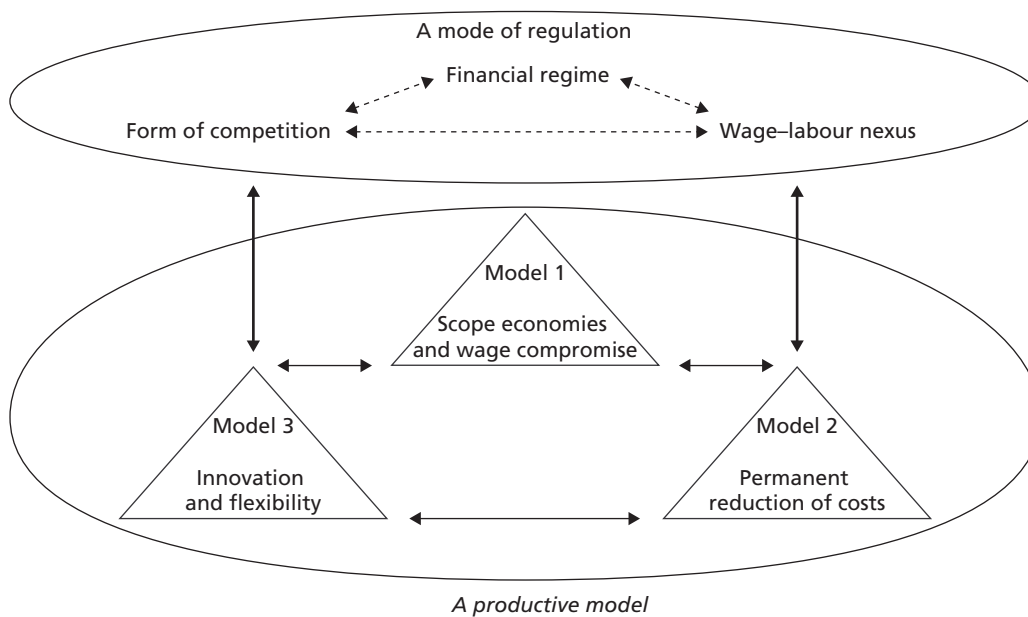 A mode of regulation
Financial regime
Form of competition
Wage–labour nexus
Model 1
Scope economies
and wage compromise
Model 3
Innovation
and flexibility
Model 2
Permanent
reduction of costs
A productive model